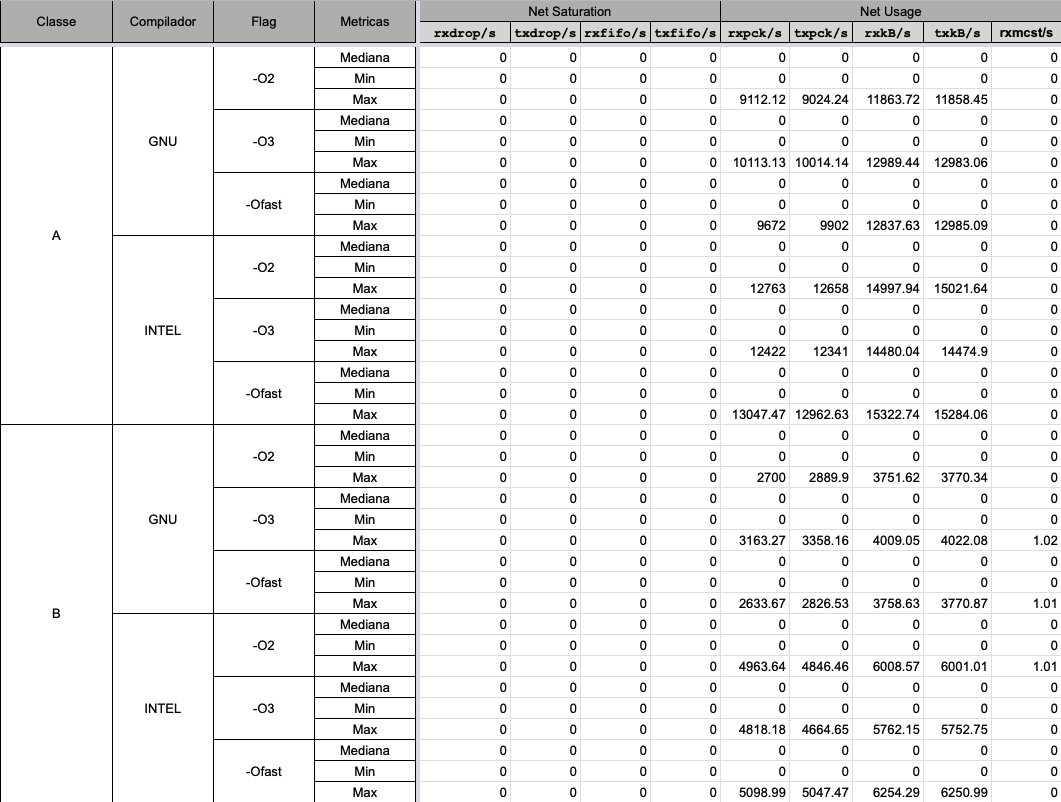 Classe Compilador Flag Metricas Net Saturation Net Usage
rxdrop/s txdrop/s rxfifo/s txfifo/s rxpck/s txpck/s rxkB/s txkB/s rxmcst/s
A GNU -O2 Mediana 0 0 0 0 0 0 0 0 0
Min 0 0 0 0 0 0 0 0 0
Max 0 0 0 0 9112.12 9024.24 11863.72 11858.45 0
-O3 Mediana 0 0 0 0 0 0 0 0 0
Min 0 0 0 0 0 0 0 0 0
Max 0 0 0 0 10113.13 10014.14 12989.44 12983.06 0
-Ofast Mediana 0 0 0 0 0 0 0 0 0
Min 0 0 0 0 0 0 0 0 0
Max 0 0 0 0 9672 9902 12837.63 12985.09 0
INTEL -O2 Mediana 0 0 0 0 0 0 0 0 0
Min 0 0 0 0 0 0 0 0 0
Max 0 0 0 0 12763 12658 14997.94 15021.64 0
-O3 Mediana 0 0 0 0 0 0 0 0 0
Min 0 0 0 0 0 0 0 0 0
Max 0 0 0 0 12422 12341 14480.04 14474.9 0
-Ofast Mediana 0 0 0 0 0 0 0 0 0
Min 0 0 0 0 0 0 0 0 0
Max 0 0 0 0 13047.47 12962.63 15322.74 15284.06 0
B GNU -O2 Mediana 0 0 0 0 0 0 0 0 0
Min 0 0 0 0 0 0 0 0 0
Max 0 0 0 0 2700 2889.9 3751.62 3770.34 0
-O3 Mediana 0 0 0 0 0 0 0 0 0
Min 0 0 0 0 0 0 0 0 0
Max 0 0 0 0 3163.27 3358.16 4009.05 4022.08 1.02
-Ofast Mediana 0 0 0 0 0 0 0 0 0
Min 0 0 0 0 0 0 0 0 0
Max 0 0 0 0 2633.67 2826.53 3758.63 3770.87 1.01
INTEL -O2 Mediana 0 0 0 0 0 0 0 0 0
Min 0 0 0 0 0 0 0 0 0
Max 0 0 0 0 4963.64 4846.46 6008.57 6001.01 1.01
-O3 Mediana 0 0 0 0 0 0 0 0 0
Min 0 0 0 0 0 0 0 0 0
Max 0 0 0 0 4818.18 4664.65 5762.15 5752.75 0
-Ofast Mediana 0 0 0 0 0 0 0 0 0
Min 0 0 0 0 0 0 0 0 0
Max 0 0 0 0 5098.99 5047.47 6254.29 6250.99 0